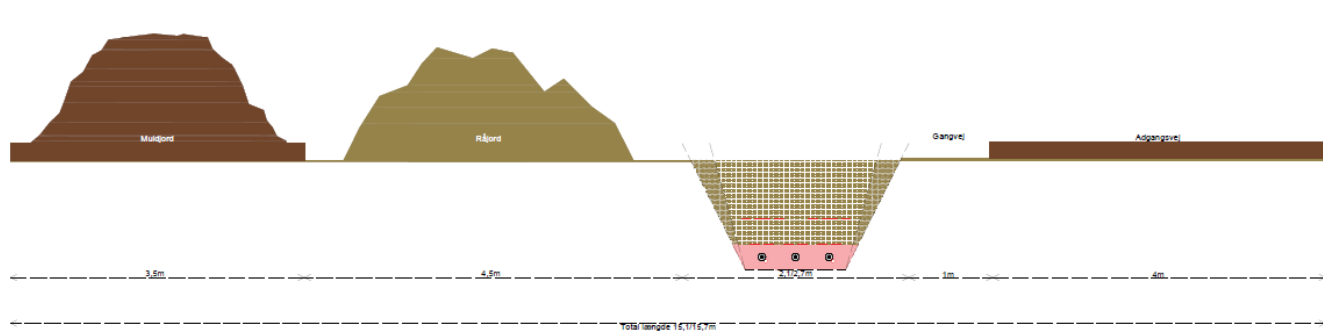 Muldjord
Råjord
Gangvej
Adgangsvej
3,5m
4,5m
2,1/2,7m
1m
4m
Total længde 15,1/15,7m